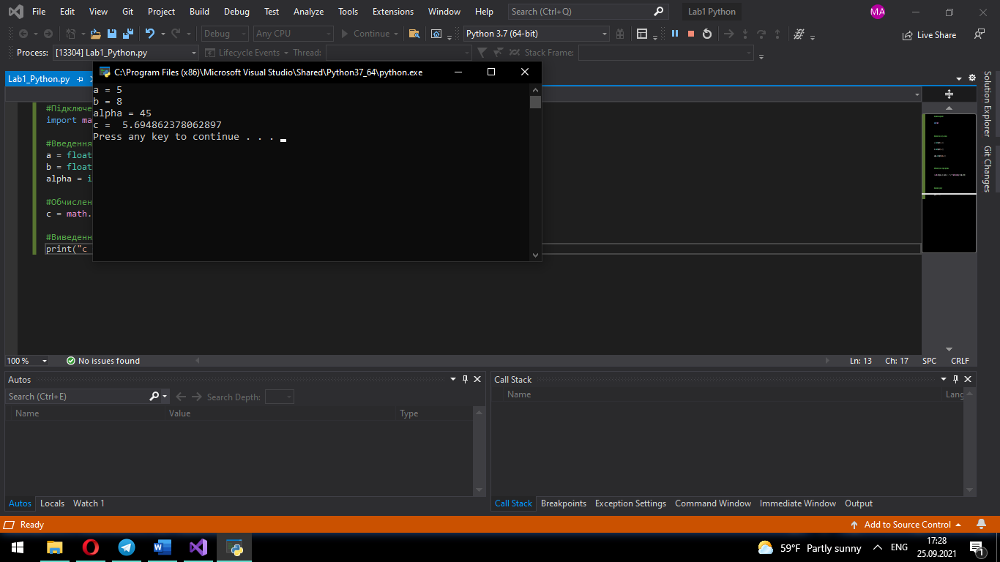 File Edit View Git Project Build Debug Test Analyze Tools Extensions Window Help Search (Ctrl+Q) Lab1 Python MA
Debug Any CPU Continue Python 3.7 (64-bit) Live Share
Process: [13304] Lab1_Python.py Lifecycle Events Thread: Stack Frame:
C:\Program Files (x86)\Microsoft Visual Studio\Shared\Python37_64\python.exe
Lab1_Python.py
a = 5
b = 8
alpha = 45
c =  5.694862378062897
Press any key to continue . . .
#Підключе
import ma
#Введення
a = float
b = float
alpha = i
#Обчислен
c = math.
#Виведенн
print("c
Solution Explorer
Git Changes
100 % No issues found Ln: 13 Ch: 17 SPC CRLF
Autos
Search (Ctrl+E) Search Depth:
Name Value Type
Autos Locals Watch 1
Call Stack
Name Lang
Call Stack Breakpoints Exception Settings Command Window Immediate Window Output
Ready Add to Source Control
59°F Partly sunny ENG 17:28
25.09.2021
1